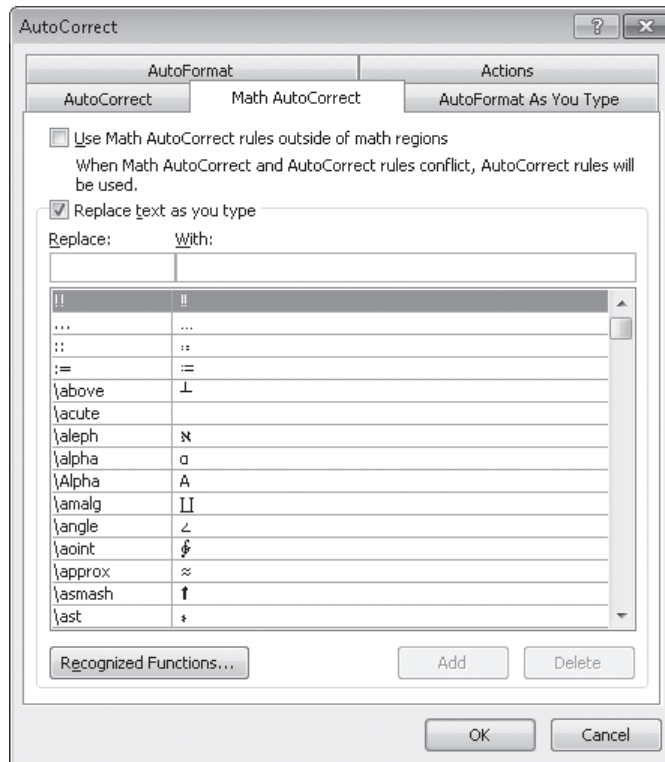 AutoCorrect
AutoFormat Actions
AutoCorrect Math AutoCorrect AutoFormat As You Type
Use Math AutoCorrect rules outside of math regions
When Math AutoCorrect and AutoCorrect rules conflict, AutoCorrect rules will
be used.
Replace text as you type
Replace: With:
!! ‼
... …
:: ∷
:= ≔
\above ┴
\acute
\aleph ℵ
\alpha α
\Alpha Α
\amalg ∐
\angle ∠
\aoint ∳
\approx ≈
\asmash ⬆
\ast ∗
Recognized Functions... Add Delete
OK Cancel